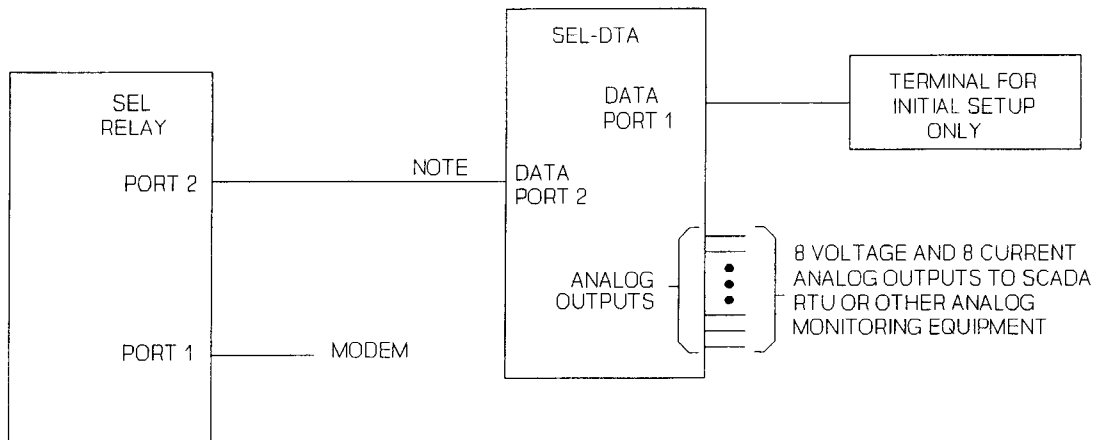 SEL-DTA
SEL
RELAY
PORT 2
NOTE
DATA
PORT 2
DATA
PORT 1
TERMINAL FOR
INITIAL SETUP
ONLY
ANALOG
OUTPUTS
8 VOLTAGE AND 8 CURRENT
ANALOG OUTPUTS TO SCADA
RTU OR OTHER ANALOG
MONITORING EQUIPMENT
PORT 1
MODEM